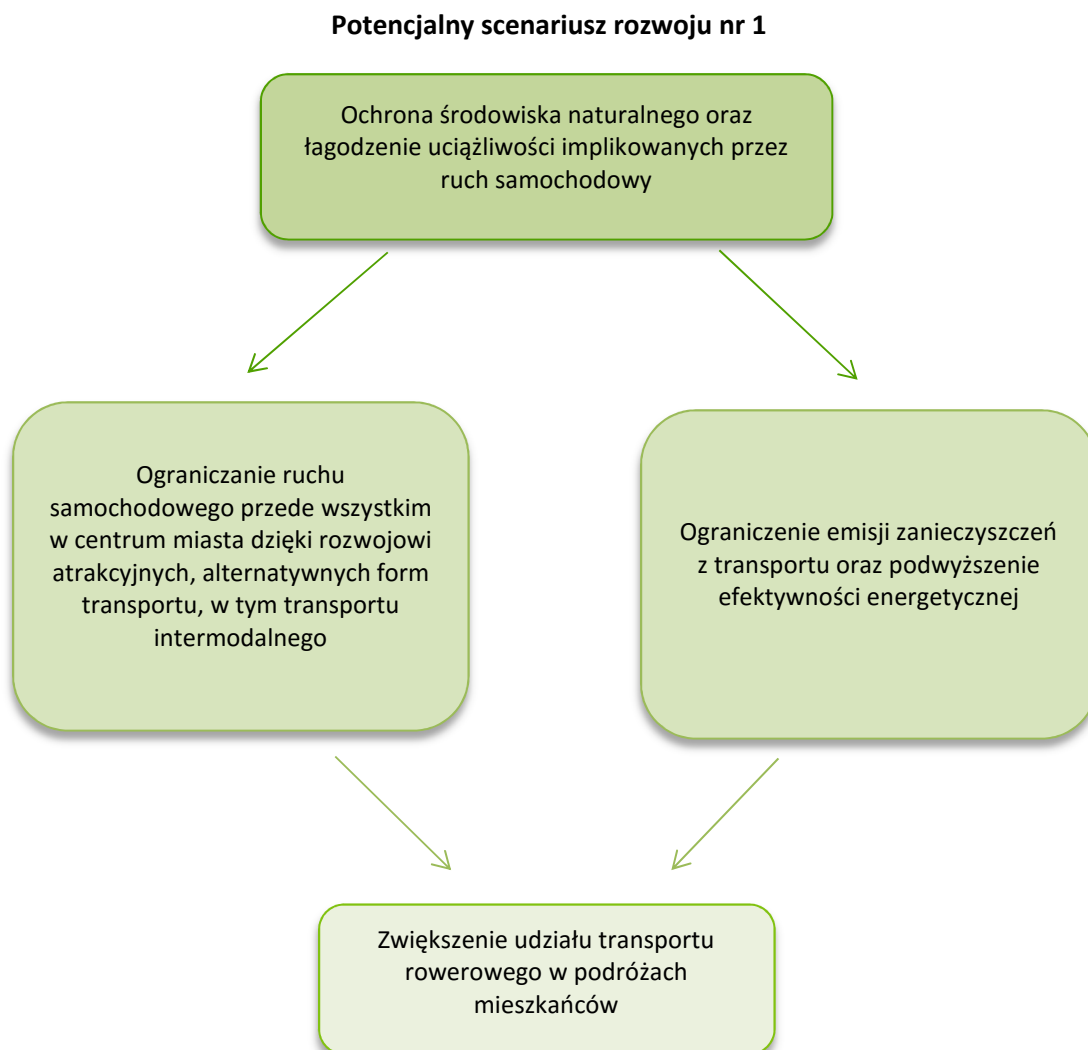 Potencjalny scenariusz rozwoju nr 1
Ochrona środowiska naturalnego oraz
łagodzenie uciążliwości implikowanych przez
ruch samochodowy
Ograniczanie ruchu
samochodowego przede wszystkim
w centrum miasta dzięki rozwojowi
atrakcyjnych, alternatywnych form
transportu, w tym transportu
intermodalnego
Ograniczenie emisji zanieczyszczeń
z transportu oraz podwyższenie
efektywności energetycznej
Zwiększenie udziału transportu
rowerowego w podróżach
mieszkańców